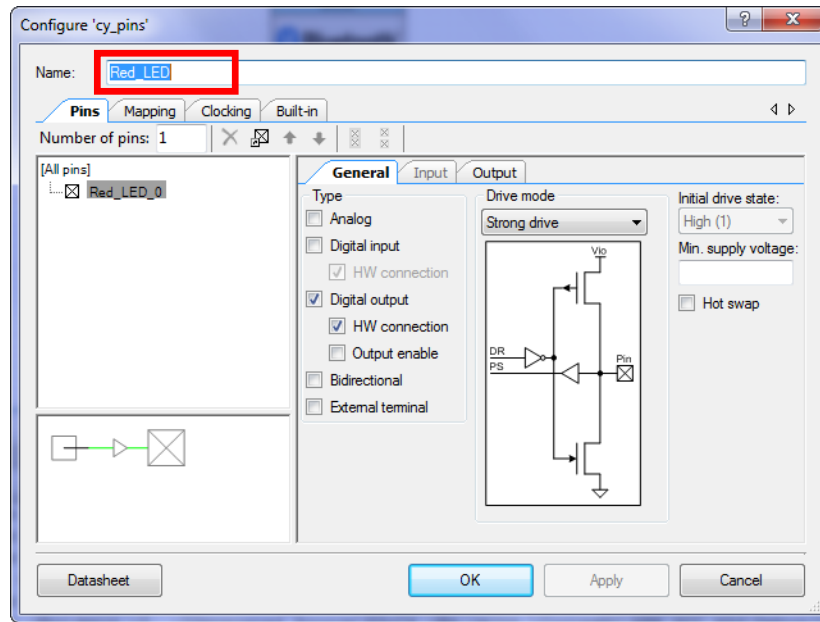 Configure 'cy_pins'
Name: Red_LED
Pins Mapping Clocking Built-in
Number of pins: 1
[All pins]
Red_LED_0
General Input Output
Type
Analog
Digital input
HW connection
Digital output
HW connection
Output enable
Bidirectional
External terminal
Drive mode
Strong drive
Vio
DR
PS
Pin
Initial drive state:
High (1)
Min. supply voltage:
Hot swap
Datasheet OK Apply Cancel